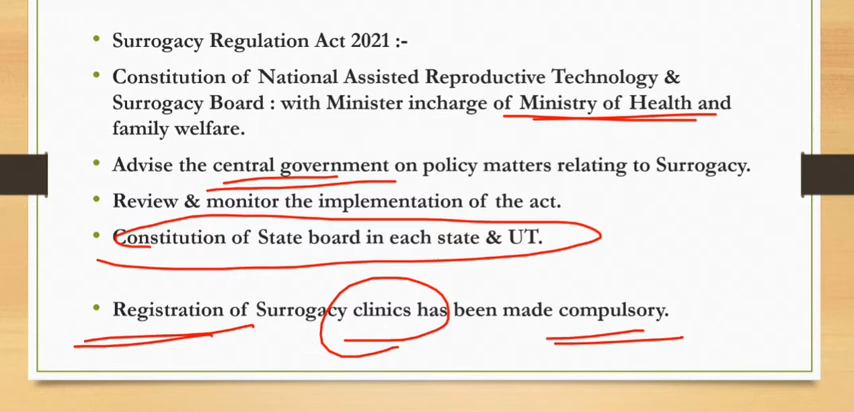 • Surrogacy Regulation Act 2021 :-
• Constitution of National Assisted Reproductive Technology &
Surrogacy Board : with Minister incharge of Ministry of Health and
family welfare.
• Advise the central government on policy matters relating to Surrogacy.
• Review & monitor the implementation of the act.
• Constitution of State board in each state & UT.
• Registration of Surrogacy clinics has been made compulsory.